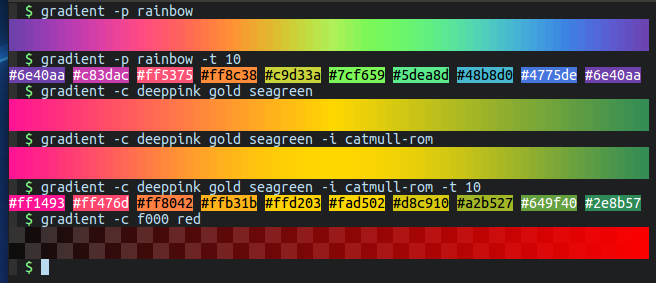 $ gradient -p rainbow
$ gradient -p rainbow -t 10
#6e40aa #c83dac #ff5375 #ff8c38 #c9d33a #7cf659 #5dea8d #48b8d0 #4775de #6e40aa
$ gradient -c deeppink gold seagreen
$ gradient -c deeppink gold seagreen -i catmull-rom
$ gradient -c deeppink gold seagreen -i catmull-rom -t 10
#ff1493 #ff476d #ff8042 #ffb31b #ffd203 #fad502 #d8c910 #a2b527 #649f40 #2e8b57
$ gradient -c f000 red
$